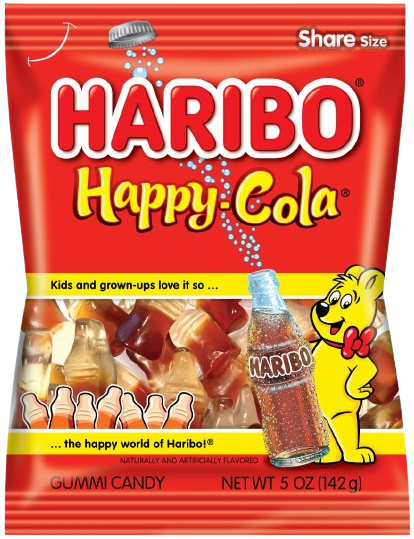 Share Size
HARIBO®
Happy-Cola®
Kids and grown-ups love it so ...
HARIBO
... the happy world of Haribo!®
NATURALLY AND ARTIFICIALLY FLAVORED
GUMMI CANDY NET WT 5 OZ (142 g)